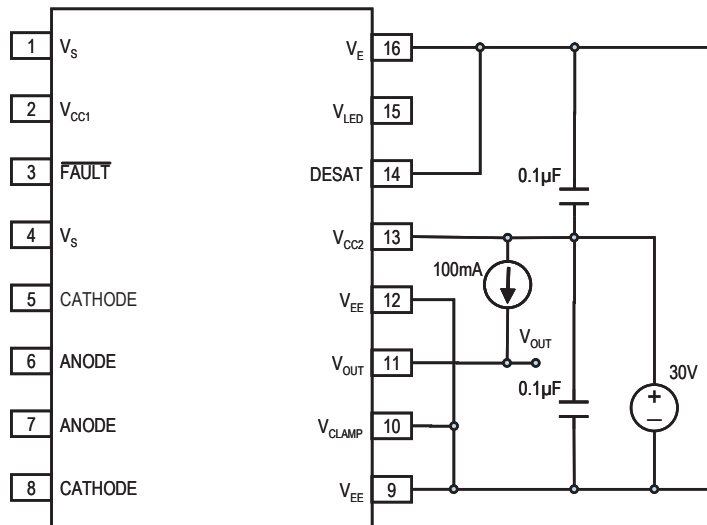 1 V_S
2 V_CC1
3 FAULT
4 V_S
5 CATHODE
6 ANODE
7 ANODE
8 CATHODE
V_E 16
V_LED 15
DESAT 14
V_CC2 13
V_EE 12
V_OUT 11
V_CLAMP 10
V_EE 9
0.1µF
100mA
V_OUT
0.1µF
30V
+
–